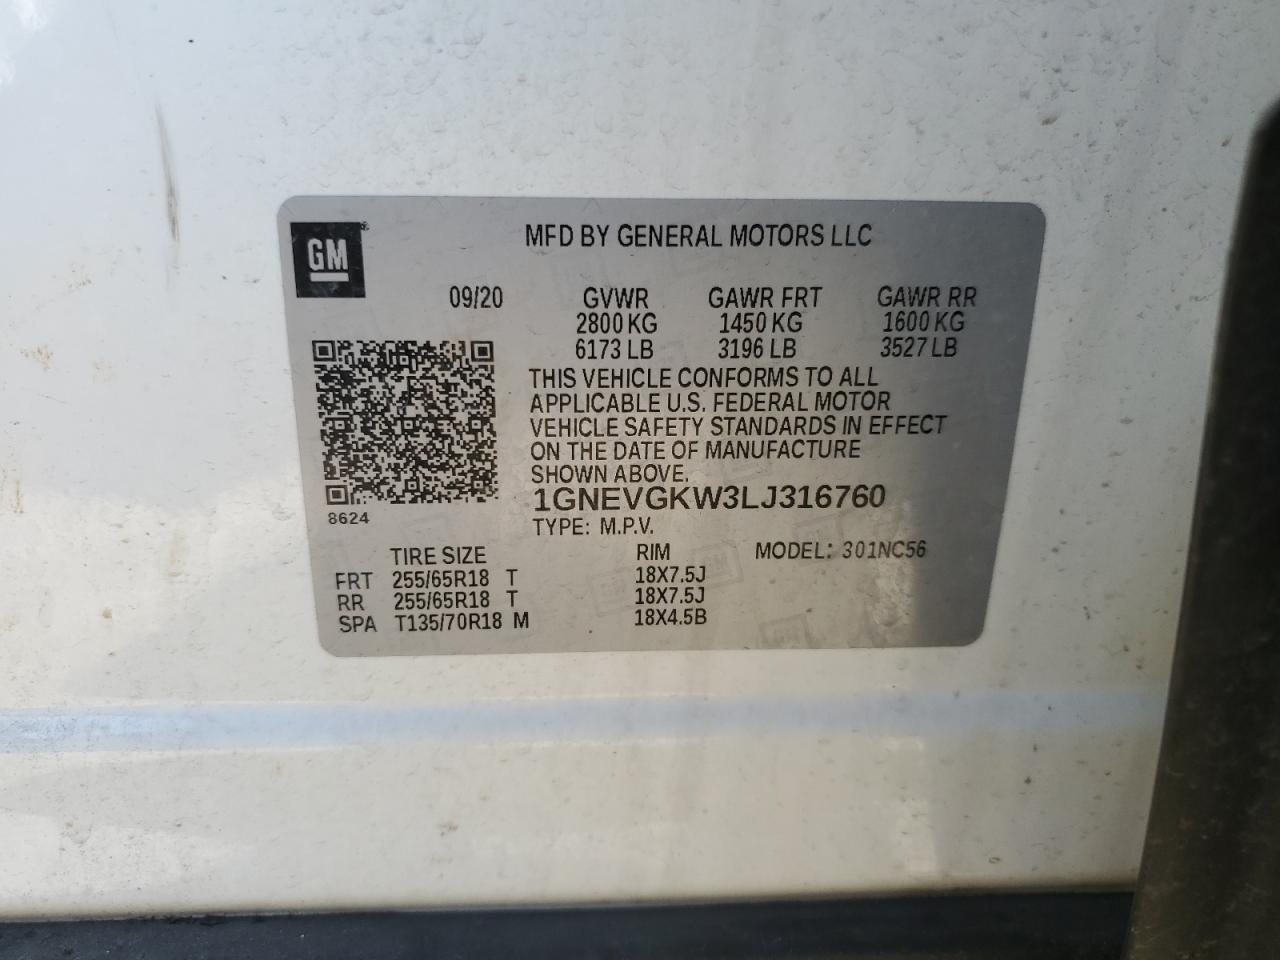 GM®
MFD BY GENERAL MOTORS LLC
09/20 GVWR GAWR FRT GAWR RR
2800 KG 1450 KG 1600 KG
6173 LB 3196 LB 3527 LB
THIS VEHICLE CONFORMS TO ALL
APPLICABLE U.S. FEDERAL MOTOR
VEHICLE SAFETY STANDARDS IN EFFECT
ON THE DATE OF MANUFACTURE
SHOWN ABOVE.
1GNEVGKW3LJ316760
8624
TYPE: M.P.V.
TIRE SIZE RIM MODEL: 301NC56
FRT 255/65R18 T 18X7.5J
RR 255/65R18 T 18X7.5J
SPA T135/70R18 M 18X4.5B